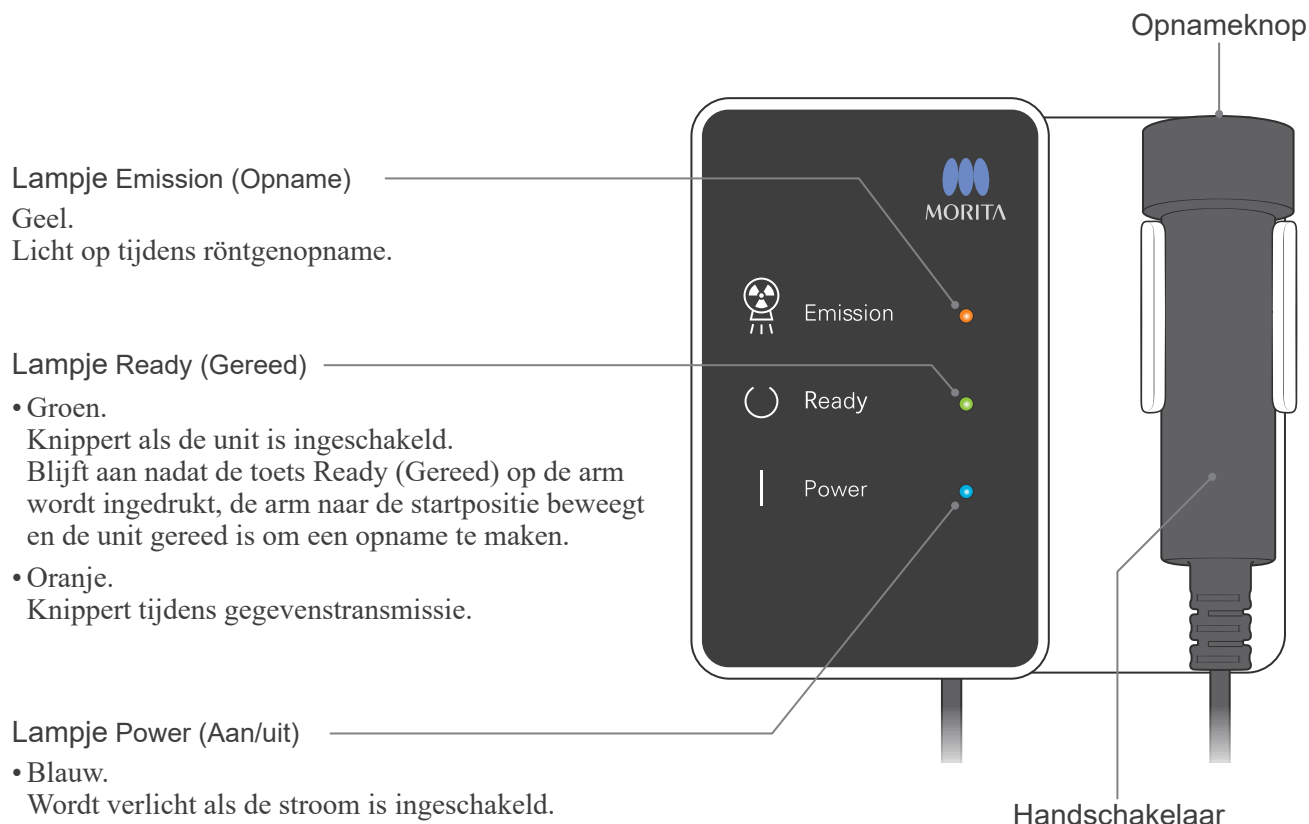 Opnameknop
Lampje Emission (Opname)
Geel.
Licht op tijdens röntgenopname.
Lampje Ready (Gereed)
• Groen.
Knippert als de unit is ingeschakeld.
Blijft aan nadat de toets Ready (Gereed) op de arm
wordt ingedrukt, de arm naar de startpositie beweegt
en de unit gereed is om een opname te maken.
• Oranje.
Knippert tijdens gegevenstransmissie.
Lampje Power (Aan/uit)
• Blauw.
Wordt verlicht als de stroom is ingeschakeld.
MORITA
Emission
Ready
Power
Handschakelaar